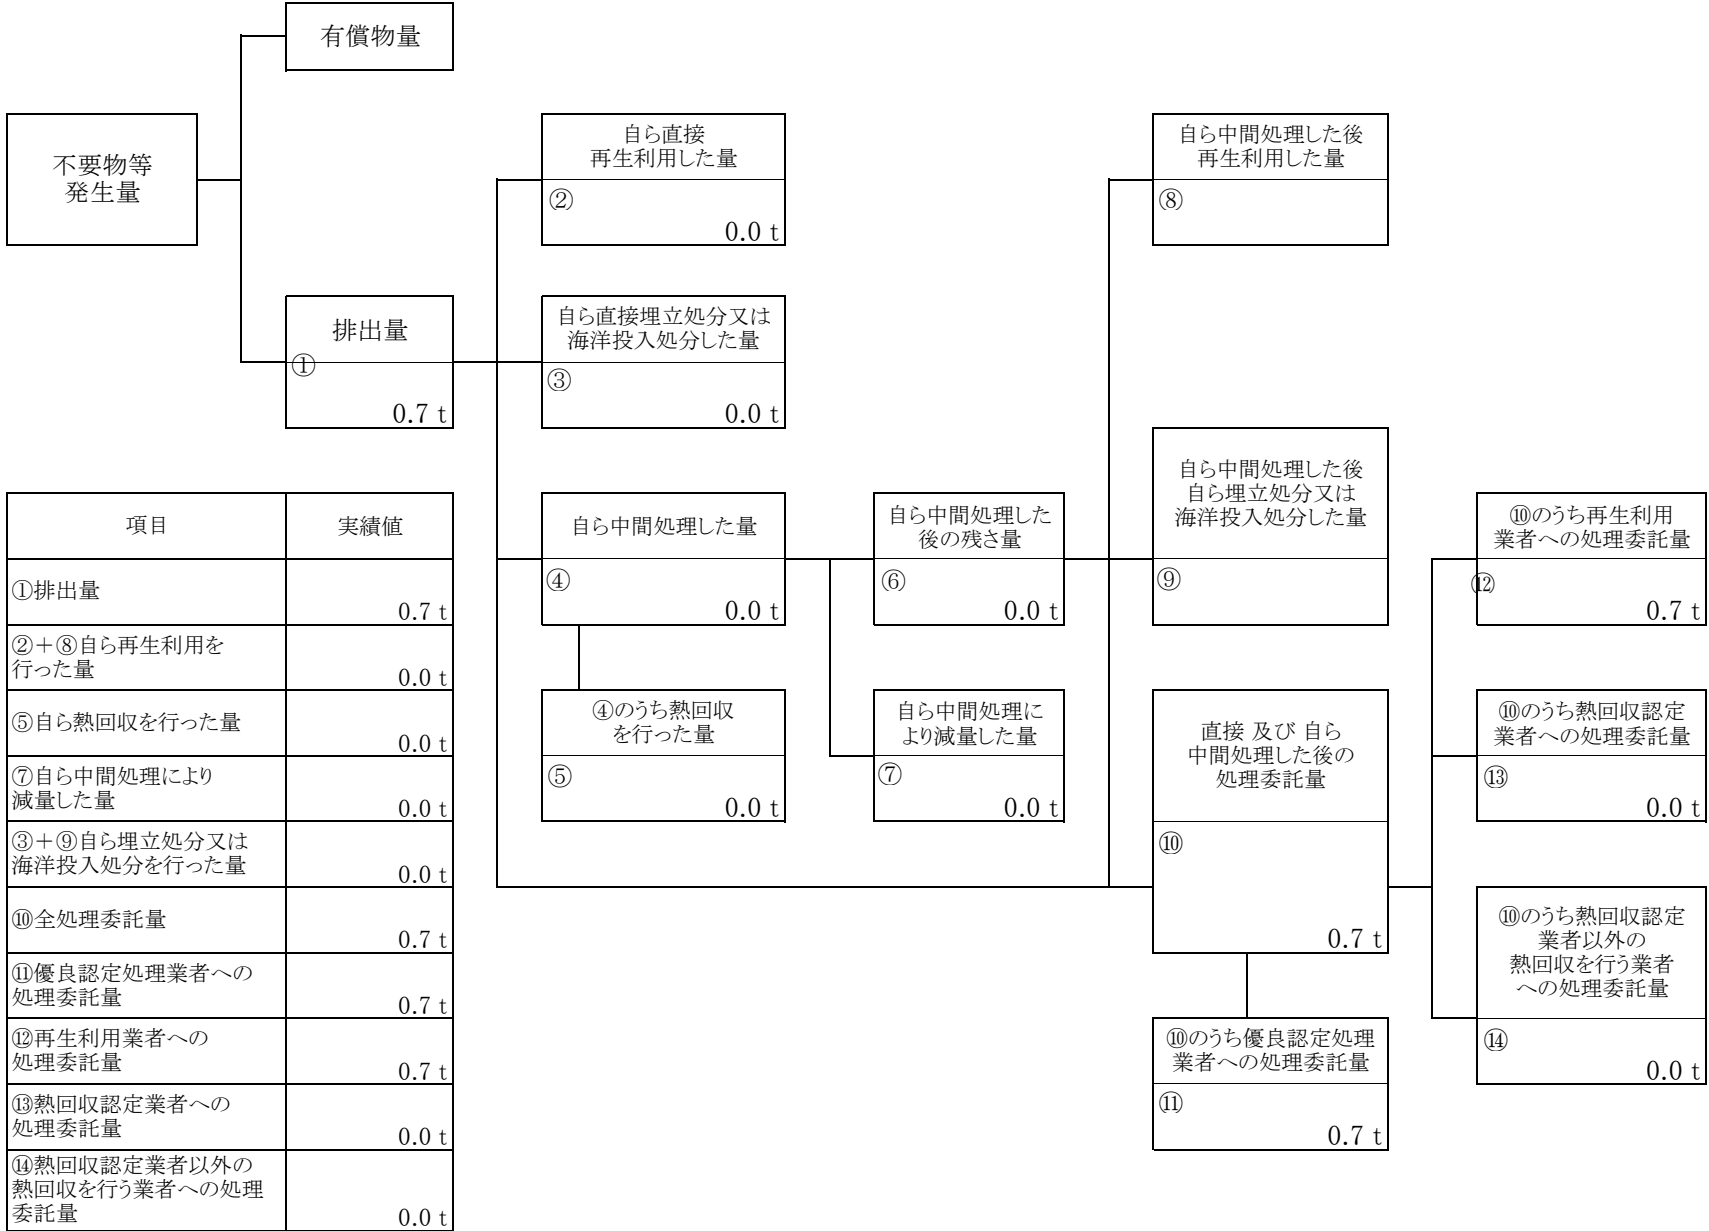 有償物量
不要物等
発生量
自ら直接
再生利用した量
②
0.0 t
自ら中間処理した後
再生利用した量
⑧
排出量
①
0.7 t
自ら直接埋立処分又は
海洋投入処分した量
③
0.0 t
自ら中間処理した量
④
0.0 t
自ら中間処理した
後の残さ量
⑥
0.0 t
自ら中間処理した後
自ら埋立処分又は
海洋投入処分した量
⑨
⑩のうち再生利用
業者への処理委託量
⑫
0.7 t
④のうち熱回収
を行った量
⑤
0.0 t
自ら中間処理に
より減量した量
⑦
0.0 t
直接 及び 自ら
中間処理した後の
処理委託量
⑩
0.7 t
⑩のうち熱回収認定
業者への処理委託量
⑬
0.0 t
⑩のうち熱回収認定
業者以外の
熱回収を行う業者
への処理委託量
⑭
0.0 t
⑩のうち優良認定処理
業者への処理委託量
⑪
0.7 t
項目 実績値
①排出量
0.7 t
②＋⑧自ら再生利用を
行った量
0.0 t
⑤自ら熱回収を行った量
0.0 t
⑦自ら中間処理により
減量した量
0.0 t
③＋⑨自ら埋立処分又は
海洋投入処分を行った量
0.0 t
⑩全処理委託量
0.7 t
⑪優良認定処理業者への
処理委託量
0.7 t
⑫再生利用業者への
処理委託量
0.7 t
⑬熱回収認定業者への
処理委託量
0.0 t
⑭熱回収認定業者以外の
熱回収を行う業者への処理
委託量
0.0 t